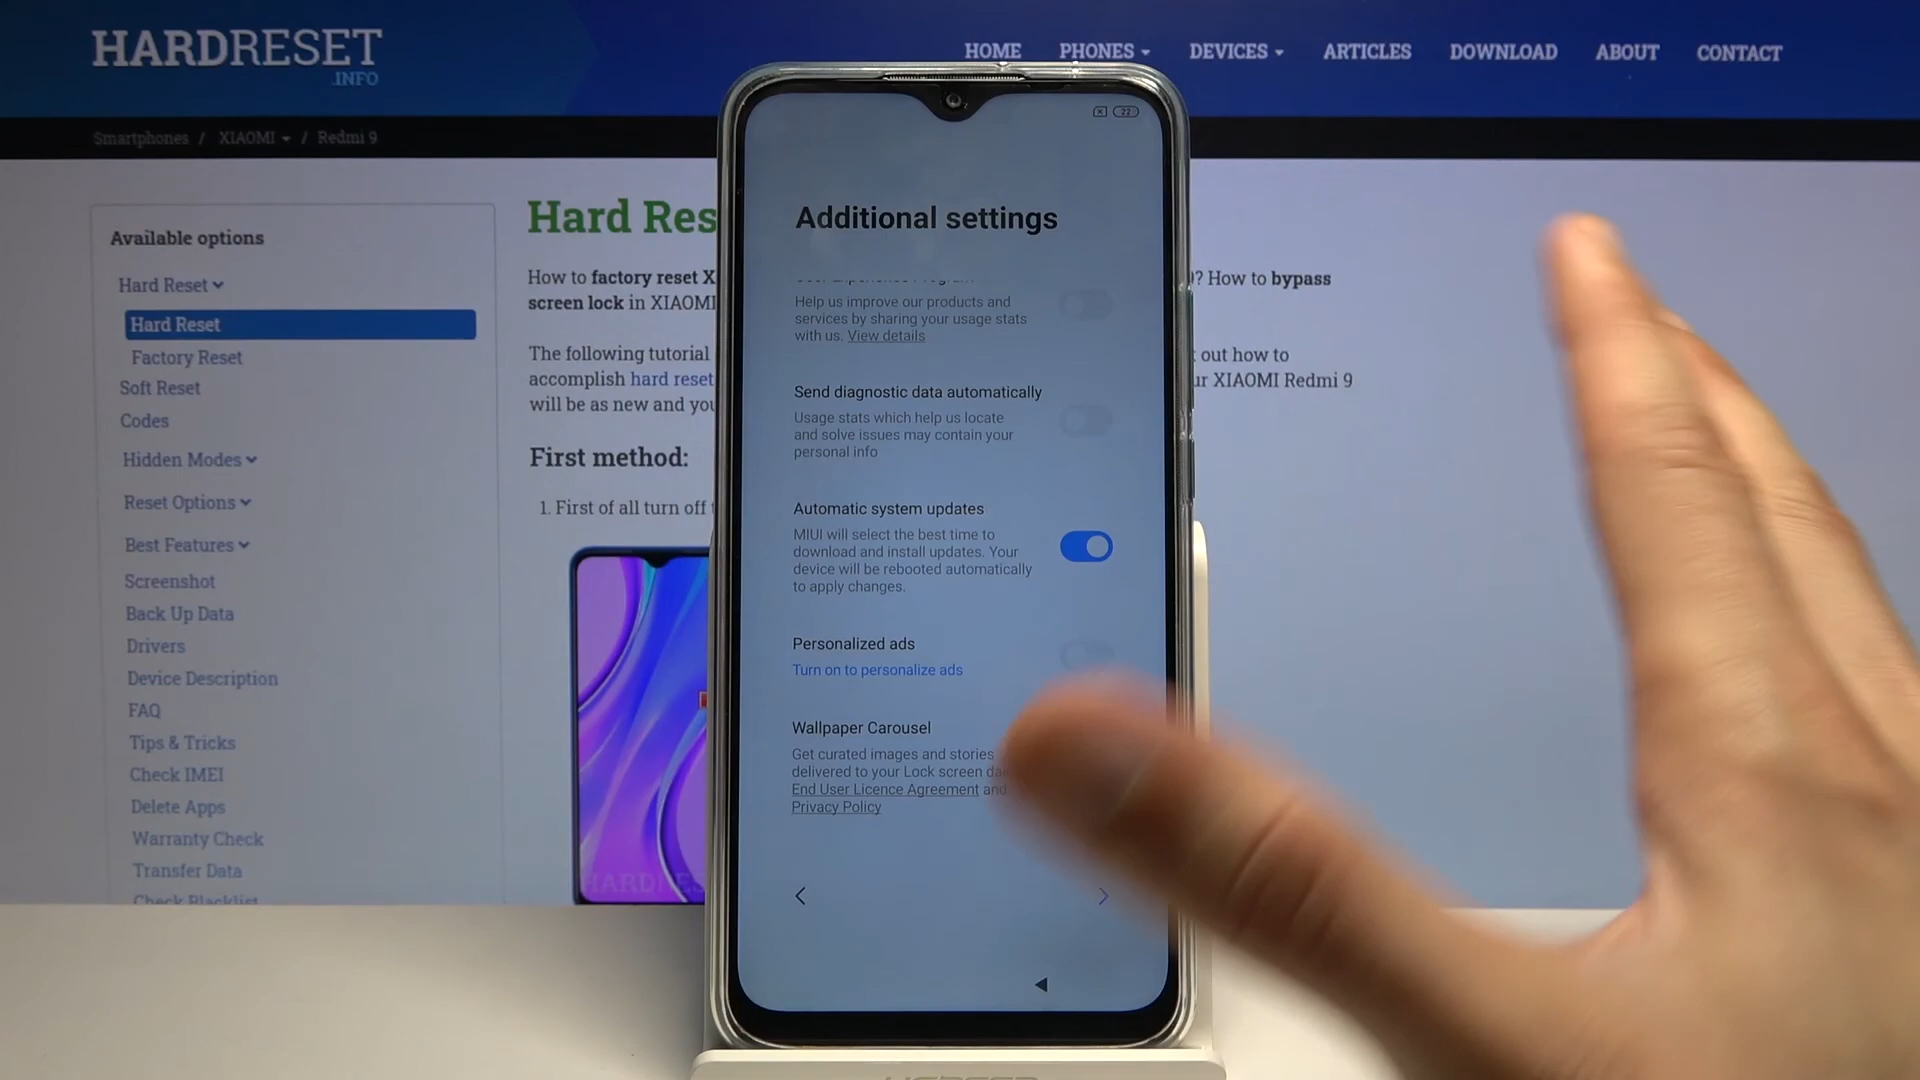 HARDRESET
.INFO
HOME PHONES DEVICES ARTICLES DOWNLOAD ABOUT CONTACT
Smartphones / XIAOMI / Redmi 9
Available options
Hard Reset
Hard Reset
Factory Reset
Soft Reset
Codes
Hidden Modes
Reset Options
Best Features
Screenshot
Back Up Data
Drivers
Device Description
FAQ
Tips & Tricks
Check IMEI
Delete Apps
Warranty Check
Transfer Data
Check Blacklist
Hard Res
How to factory reset X
)? How to bypass
screen lock in XIAOMI
The following tutorial
out how to
accomplish hard reset
ur XIAOMI Redmi 9
will be as new and you
First method:
1. First of all turn off
22
Additional settings
Help us improve our products and
services by sharing your usage stats
with us. View details
Send diagnostic data automatically
Usage stats which help us locate
and solve issues may contain your
personal info
Automatic system updates
MIUI will select the best time to
download and install updates. Your
device will be rebooted automatically
to apply changes.
Personalized ads
Turn on to personalize ads
Wallpaper Carousel
Get curated images and stories
delivered to your Lock screen
End User Licence Agreement and
Privacy Policy